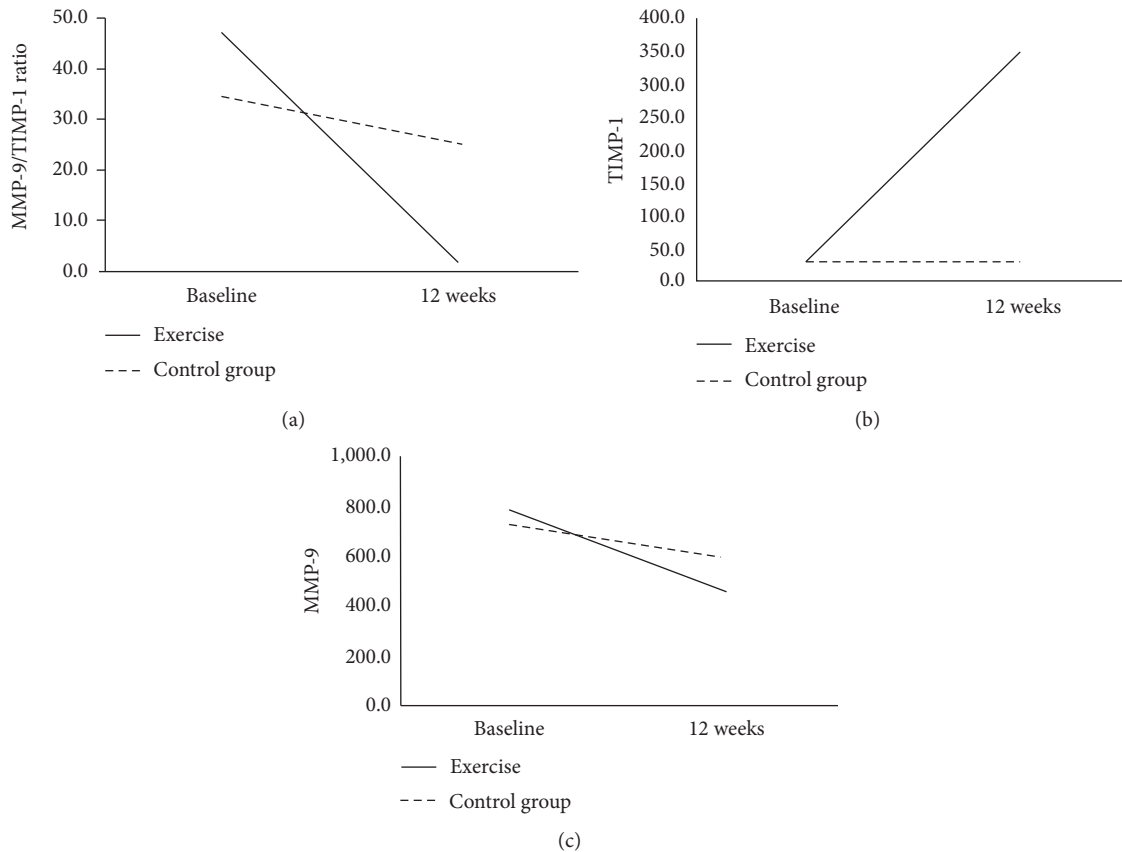 50.0
40.0
30.0
20.0
10.0
0.0
MMP-9/TIMP-1 ratio
Baseline 12 weeks
Exercise
Control group
(a)
400.0
350.0
300.0
250.0
200.0
150.0
100.0
50.0
0.0
TIMP-1
Baseline 12 weeks
Exercise
Control group
(b)
1,000.0
800.0
600.0
400.0
200.0
0.0
MMP-9
Baseline 12 weeks
Exercise
Control group
(c)